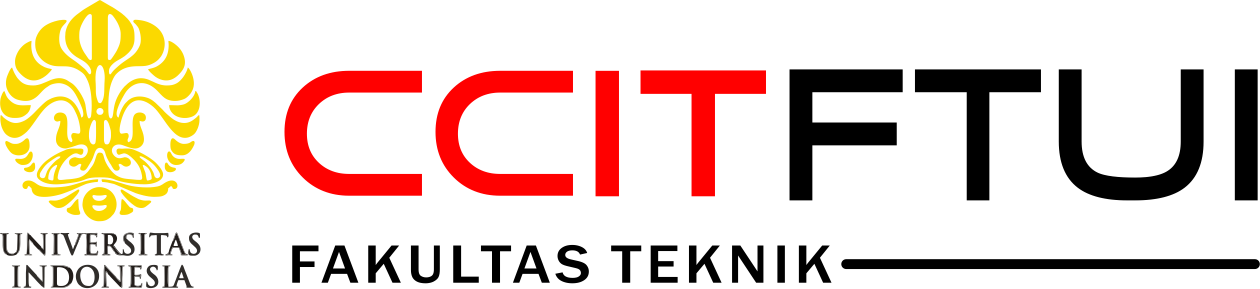 UNIVERSITAS
INDONESIA
CCITFTUI
FAKULTAS TEKNIK